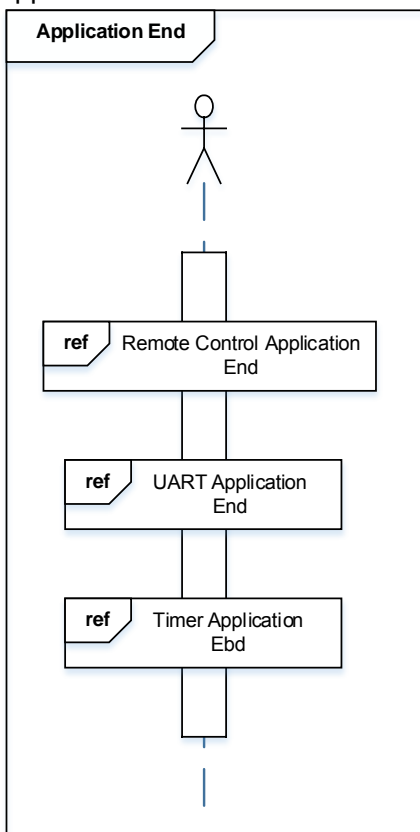 Application End
ref
Remote Control Application
End
ref
UART Application
End
ref
Timer Application
Ebd